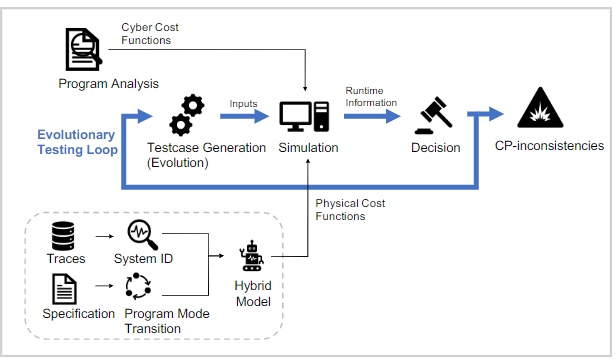 Cyber Cost
Functions
Program Analysis
Evolutionary
Testing Loop
Inputs
Runtime
Information
Testcase Generation
(Evolution)
Simulation
Decision
CP-inconsistencies
Physical Cost
Functions
Traces
System ID
Hybrid
Model
Specification
Program Mode
Transition